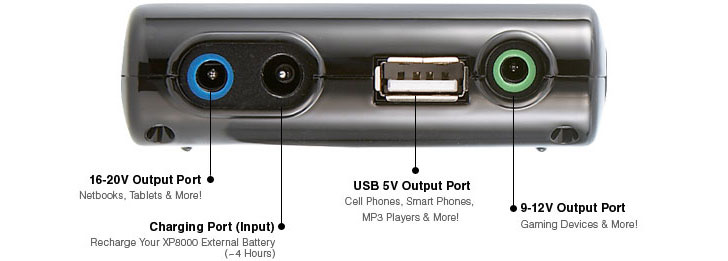 16-20V Output Port
Netbooks, Tablets & More!
Charging Port (Input)
Recharge Your XP8000 External Battery
(~4 Hours)
USB 5V Output Port
Cell Phones, Smart Phones,
MP3 Players & More!
9-12V Output Port
Gaming Devices & More!